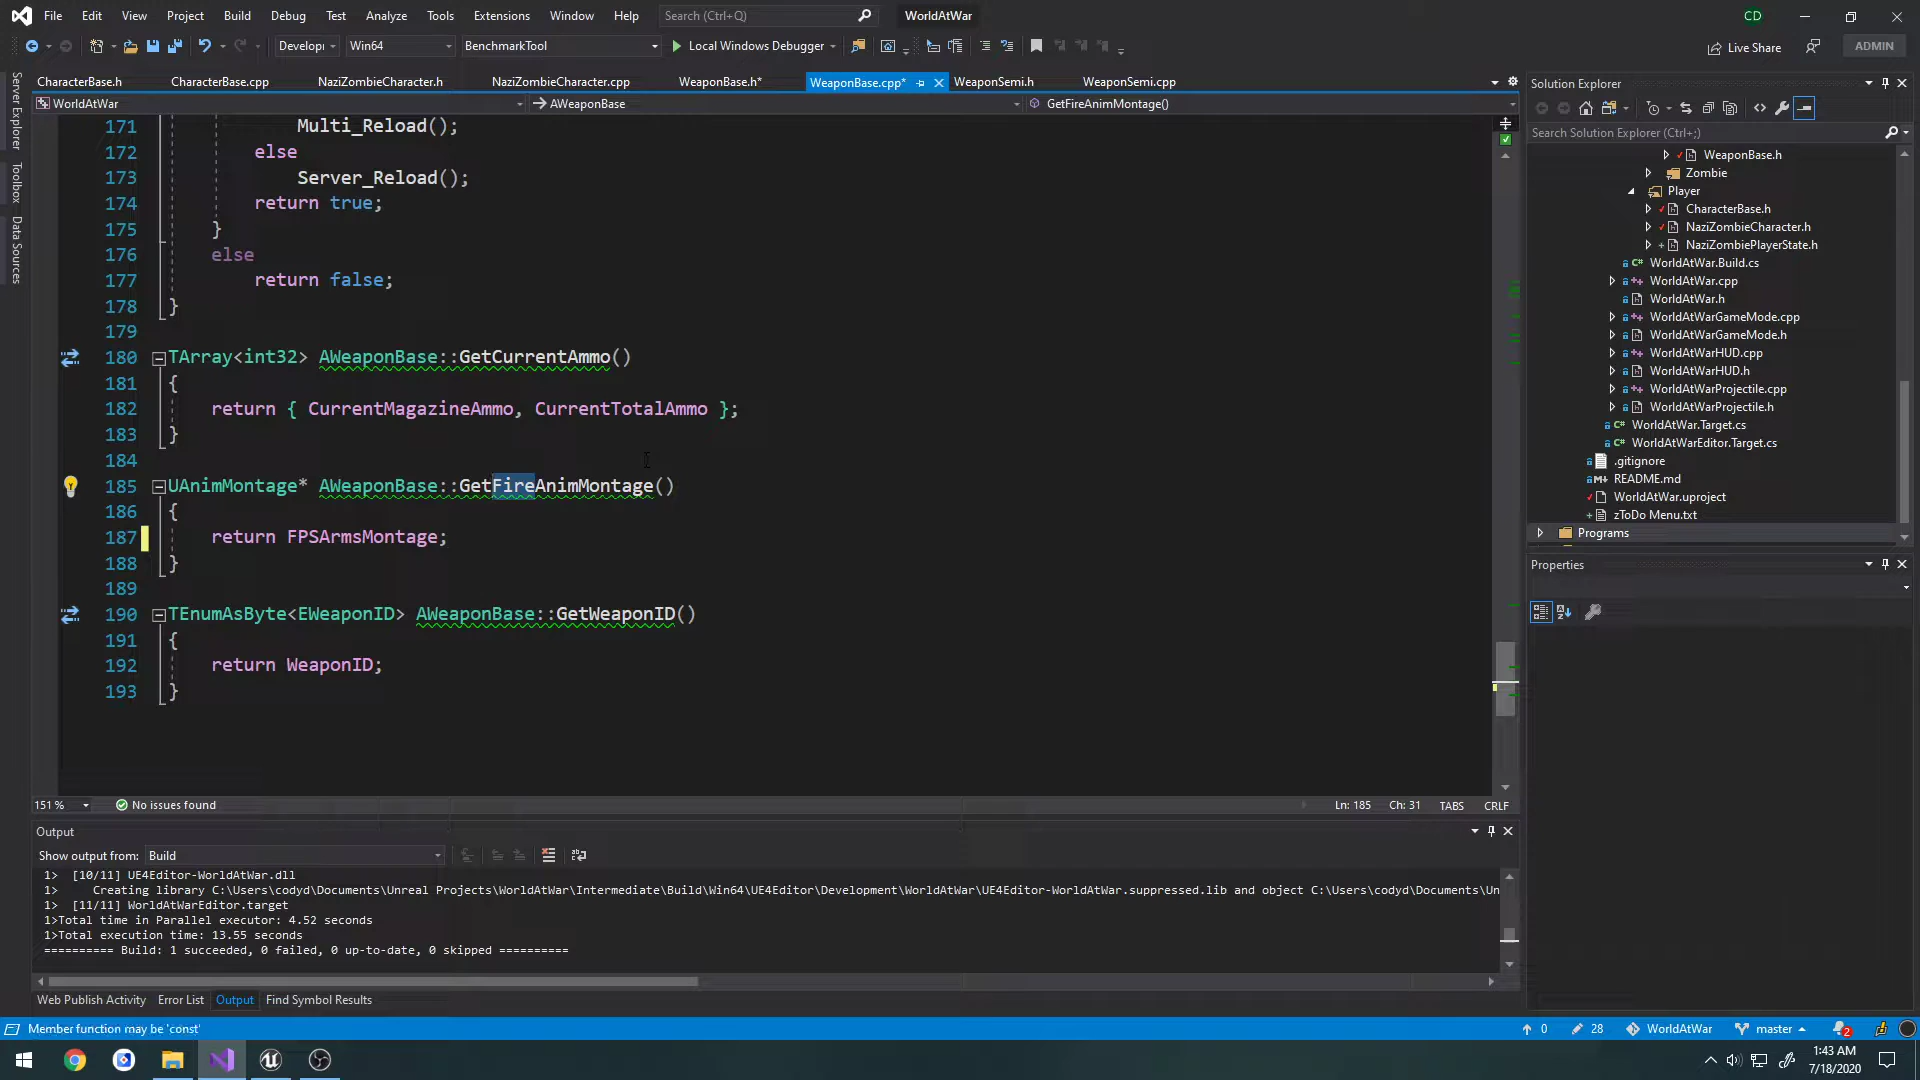 File Edit View Project Build Debug Test Analyze Tools Extensions Window Help Search (Ctrl+Q) WorldAtWar CD
Develop Win64 BenchmarkTool Local Windows Debugger Live Share ADMIN
CharacterBase.h CharacterBase.cpp NaziZombieCharacter.h NaziZombieCharacter.cpp WeaponBase.h* WeaponBase.cpp* WeaponSemi.h WeaponSemi.cpp
WorldAtWar AWeaponBase GetFireAnimMontage()
Server Explorer
Toolbox
Data Sources
171 Multi_Reload();
172 else
173 Server_Reload();
174 return true;
175 }
176 else
177 return false;
178 }
179
180 TArray<int32> AWeaponBase::GetCurrentAmmo()
181 {
182 return { CurrentMagazineAmmo, CurrentTotalAmmo };
183 }
184
185 UAnimMontage* AWeaponBase::GetFireAnimMontage()
186 {
187 return FPSArmsMontage;
188 }
189
190 TEnumAsByte<EWeaponID> AWeaponBase::GetWeaponID()
191 {
192 return WeaponID;
193 }
151 % No issues found Ln: 185 Ch: 31 TABS CRLF
Output
Show output from: Build
1> [10/11] UE4Editor-WorldAtWar.dll
1> Creating library C:\Users\codyd\Documents\Unreal Projects\WorldAtWar\Intermediate\Build\Win64\UE4Editor\Development\WorldAtWar\UE4Editor-WorldAtWar.suppressed.lib and object C:\Users\codyd\Documents\Un
1> [11/11] WorldAtWarEditor.target
1>Total time in Parallel executor: 4.52 seconds
1>Total execution time: 13.55 seconds
========== Build: 1 succeeded, 0 failed, 0 up-to-date, 0 skipped ==========
Web Publish Activity Error List Output Find Symbol Results
Solution Explorer
Search Solution Explorer (Ctrl+;)
WeaponBase.h
Zombie
Player
CharacterBase.h
NaziZombieCharacter.h
NaziZombiePlayerState.h
WorldAtWar.Build.cs
WorldAtWar.cpp
WorldAtWar.h
WorldAtWarGameMode.cpp
WorldAtWarGameMode.h
WorldAtWarHUD.cpp
WorldAtWarHUD.h
WorldAtWarProjectile.cpp
WorldAtWarProjectile.h
WorldAtWar.Target.cs
WorldAtWarEditor.Target.cs
.gitignore
README.md
WorldAtWar.uproject
zToDo Menu.txt
Programs
Properties
Member function may be 'const' 0 28 WorldAtWar master 2
1:43 AM
7/18/2020